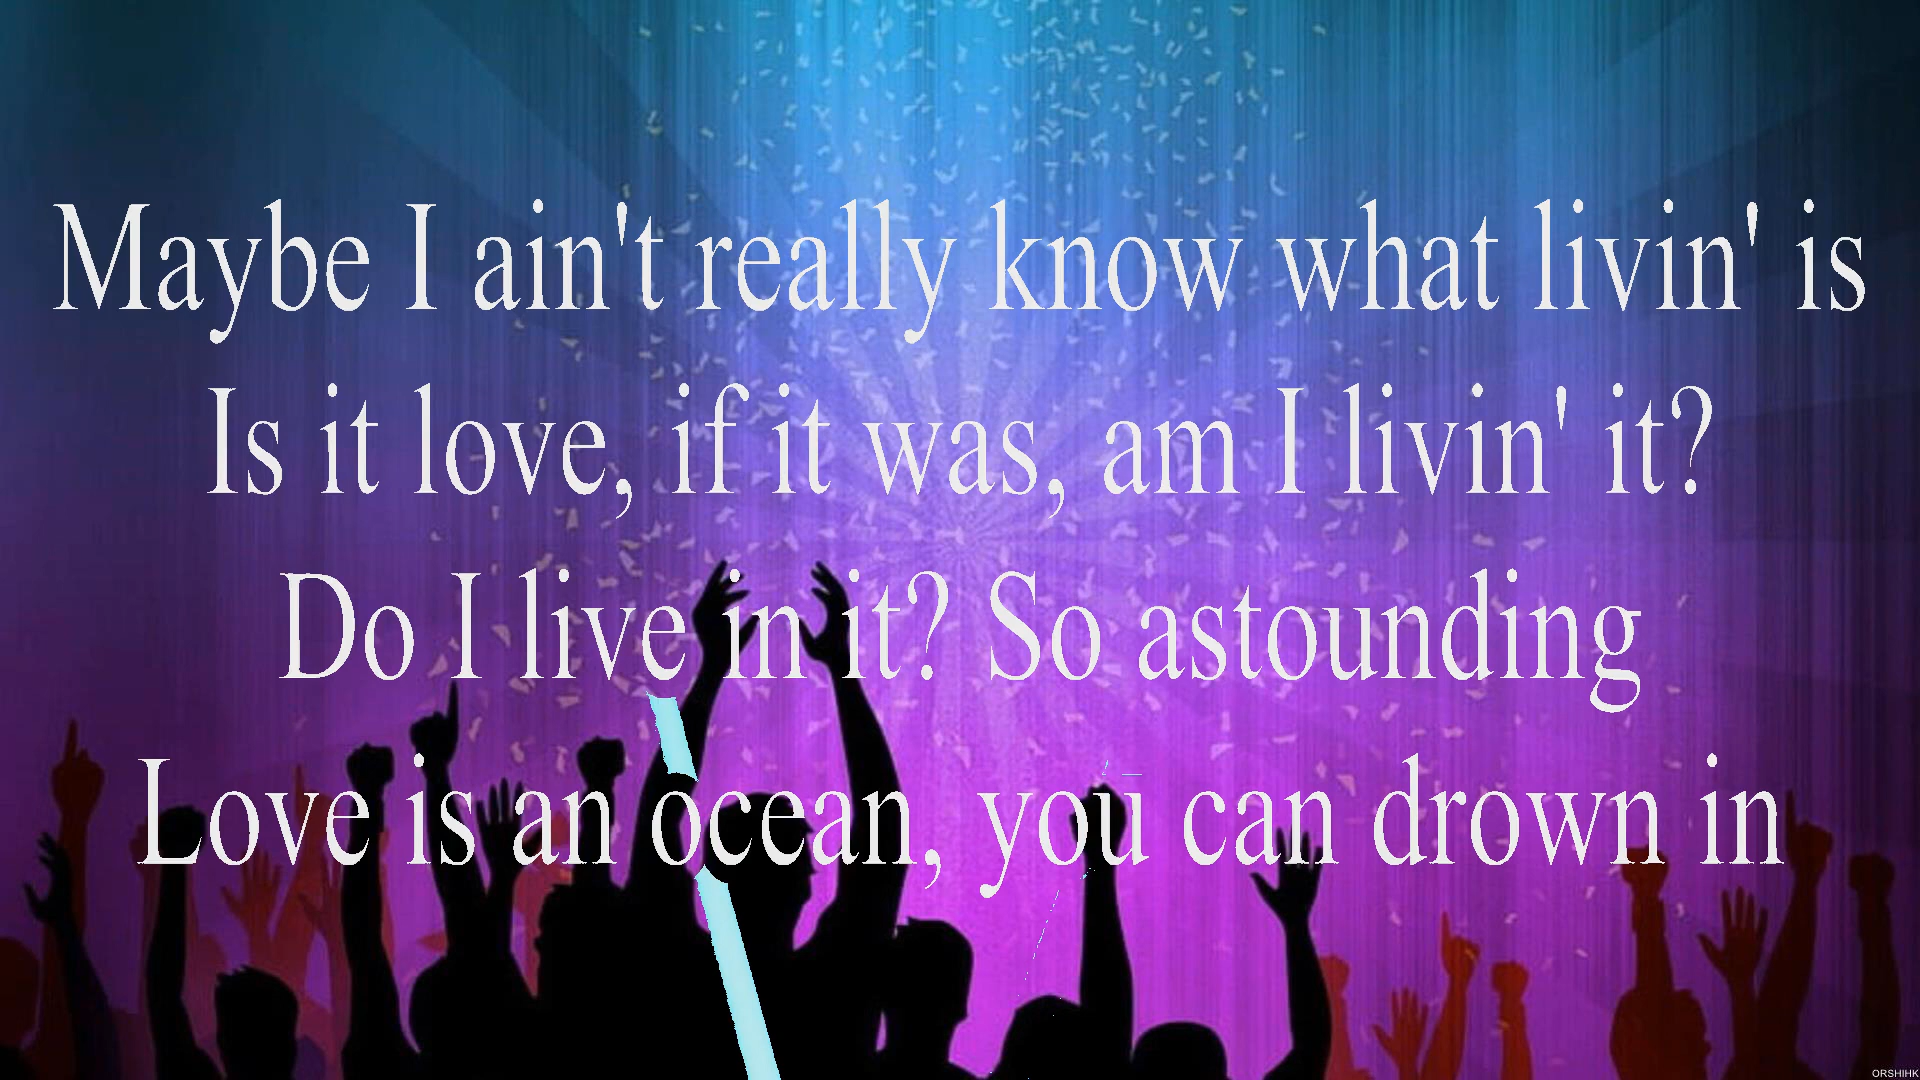 Maybe I ain't really know what livin' is
Is it love, if it was, am I livin' it?
Do I live in it? So astounding
Love is an ocean, you can drown in
ORSHIHK